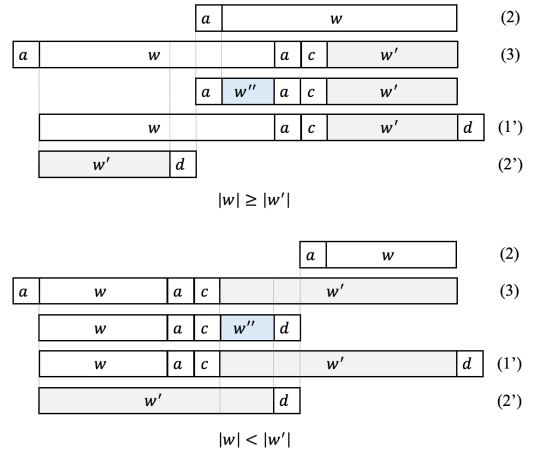 a w (2)
a w a c w′ (3)
a w′′ a c w′
w a c w′ d (1’)
w′ d (2’)
|w| ≥ |w′|
a w (2)
a w a c w′ (3)
w a c w′′ d
w a c w′ d (1’)
w′ d (2’)
|w| < |w′|